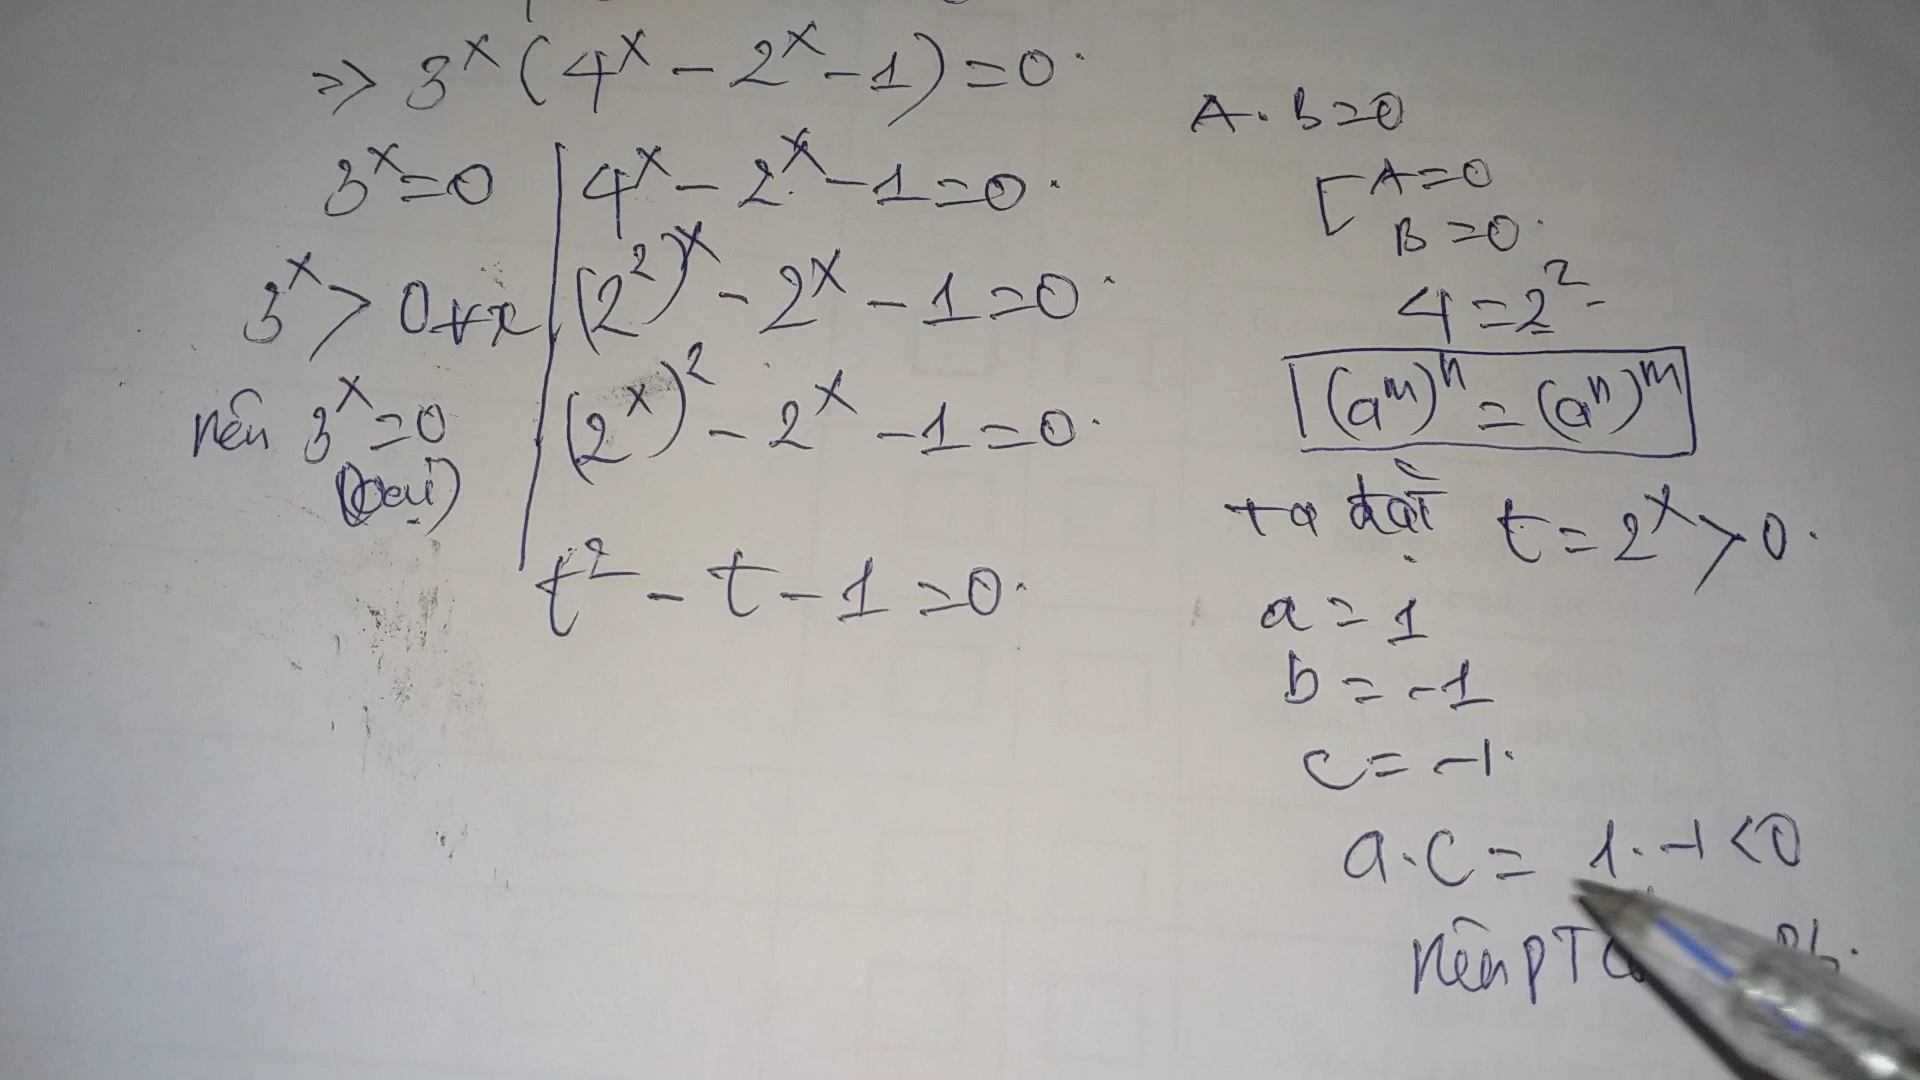 => 3^x (4^x - 2^x - 1) = 0.
3^x = 0 | 4^x - 2^x - 1 = 0.
3^x > 0 ∀x | (2^2)^x - 2^x - 1 = 0.
nên 3^x = 0 | (2^x)^2 - 2^x - 1 = 0.
(loại)
t^2 - t - 1 = 0.
A. B = 0
[ A = 0
B = 0.
4 = 2^2
(a^m)^n = (a^n)^m
ta đặt t = 2^x > 0.
a = 1
b = -1
c = -1.
a.c = 1. -1 < 0
nên PT